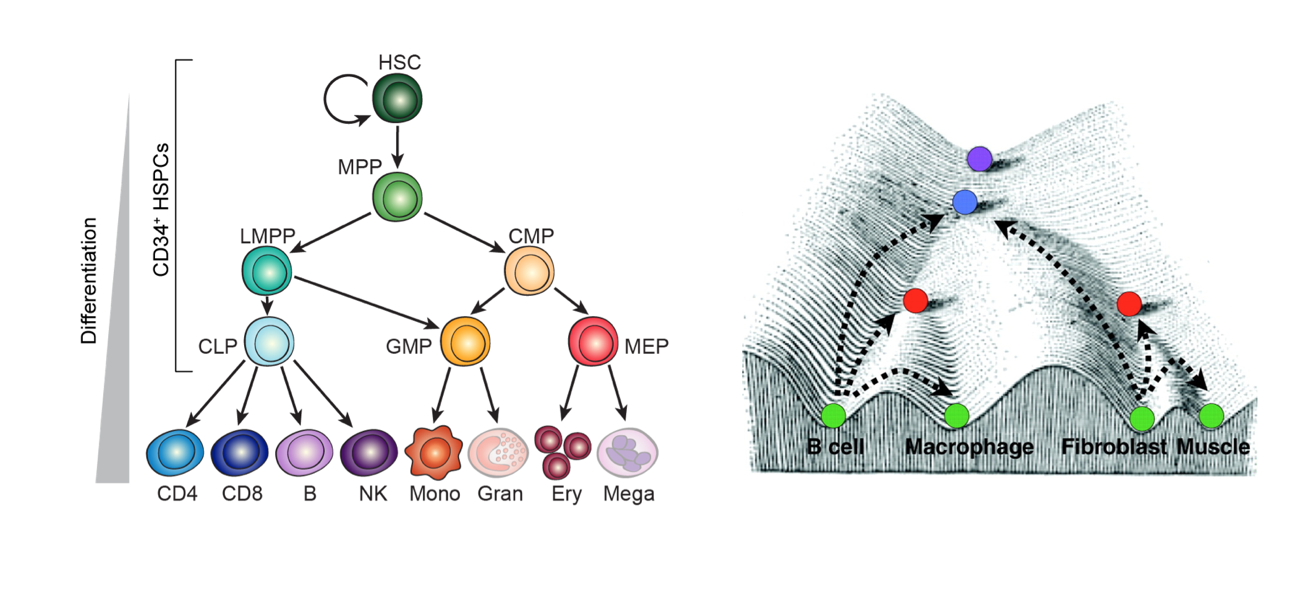 HSC
MPP
LMPP
CMP
CLP
GMP
MEP
CD4
CD8
B
NK
Mono
Gran
Ery
Mega
Differentiation
CD34⁺ HSPCs
B cell
Macrophage
Fibroblast
Muscle